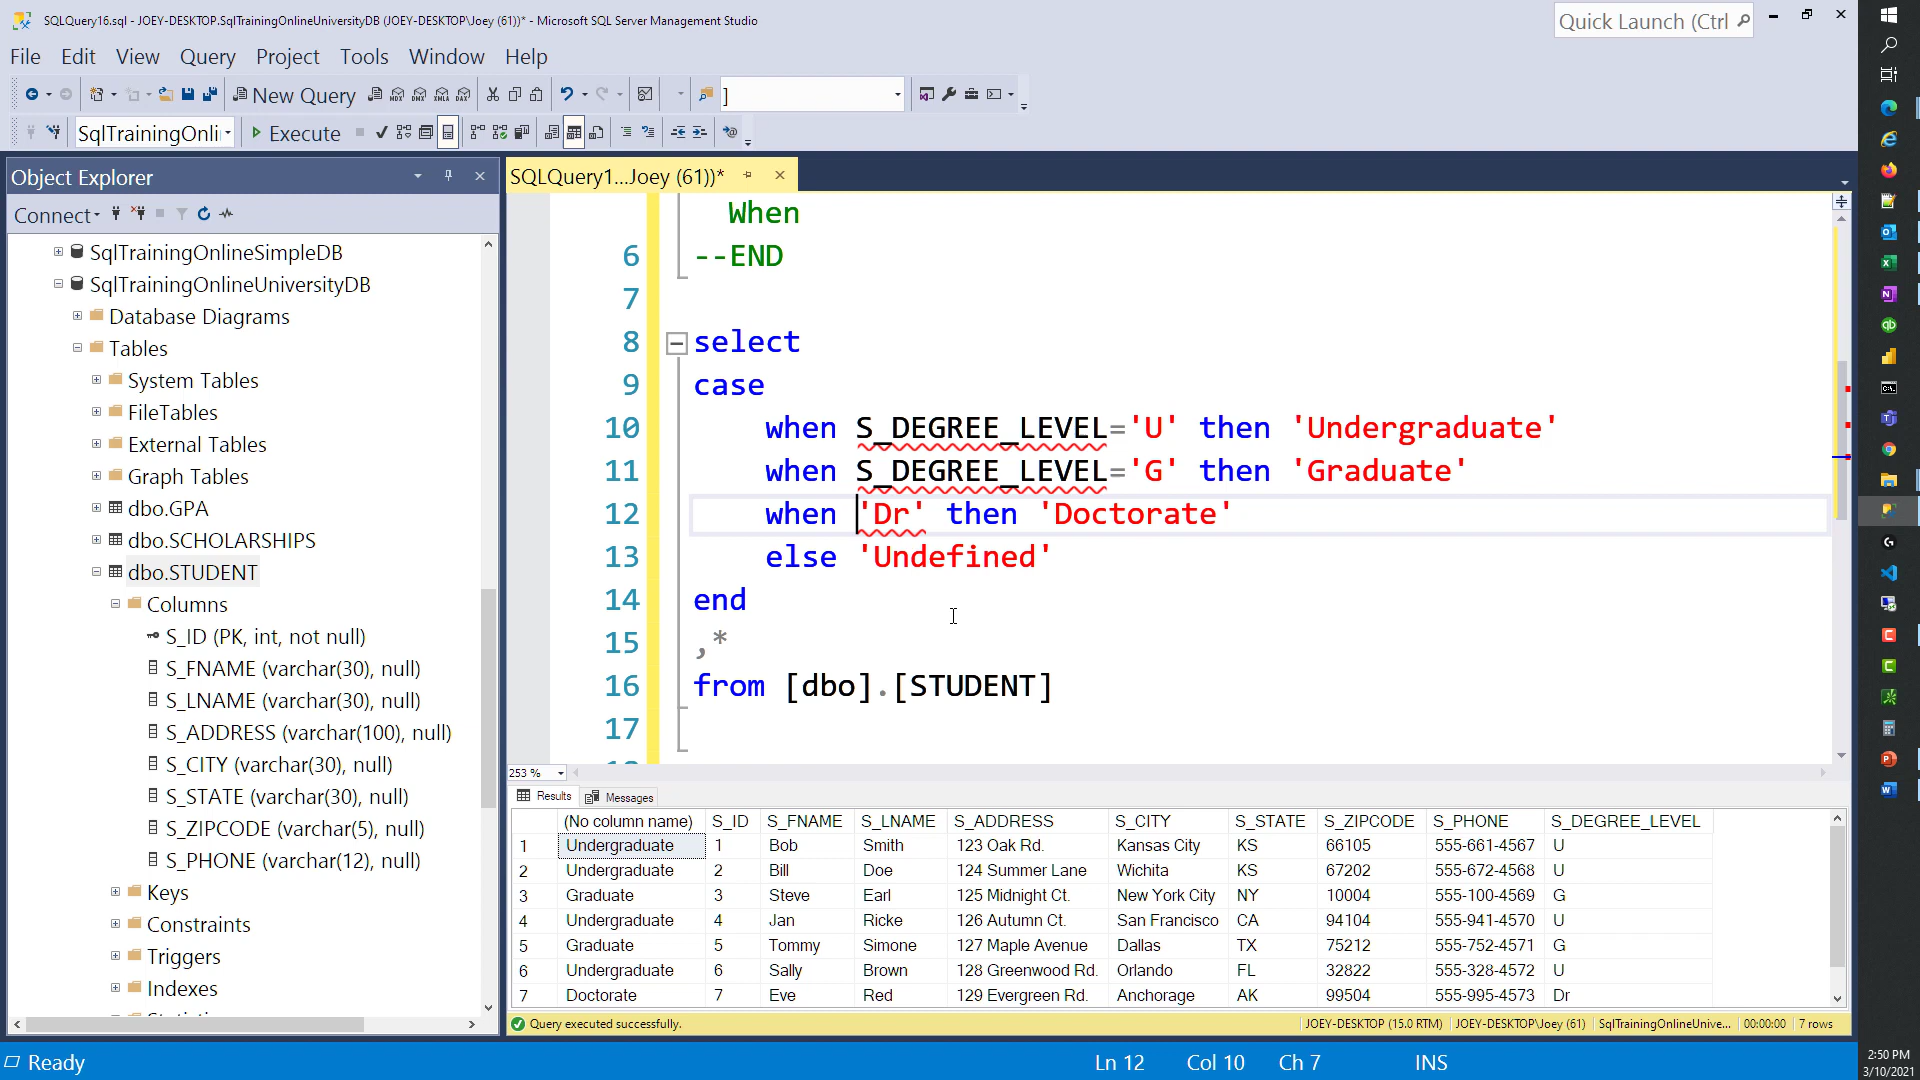 SQLQuery16.sql - JOEY-DESKTOP.SqlTrainingOnlineUniversityDB (JOEY-DESKTOP\Joey (61))* - Microsoft SQL Server Management Studio
Quick Launch (Ctrl
File Edit View Query Project Tools Window Help
New Query
]
SqlTrainingOnli
Execute
Object Explorer
Connect
SqlTrainingOnlineSimpleDB
SqlTrainingOnlineUniversityDB
Database Diagrams
Tables
System Tables
FileTables
External Tables
Graph Tables
dbo.GPA
dbo.SCHOLARSHIPS
dbo.STUDENT
Columns
S_ID (PK, int, not null)
S_FNAME (varchar(30), null)
S_LNAME (varchar(30), null)
S_ADDRESS (varchar(100), null)
S_CITY (varchar(30), null)
S_STATE (varchar(30), null)
S_ZIPCODE (varchar(5), null)
S_PHONE (varchar(12), null)
Keys
Constraints
Triggers
Indexes
SQLQuery1...Joey (61))*
When
6 --END
7
8 select
9 case
10 when S_DEGREE_LEVEL='U' then 'Undergraduate'
11 when S_DEGREE_LEVEL='G' then 'Graduate'
12 when 'Dr' then 'Doctorate'
13 else 'Undefined'
14 end
15 ,*
16 from [dbo].[STUDENT]
17
253 %
Results Messages
(No column name) S_ID S_FNAME S_LNAME S_ADDRESS S_CITY S_STATE S_ZIPCODE S_PHONE S_DEGREE_LEVEL
1 Undergraduate 1 Bob Smith 123 Oak Rd. Kansas City KS 66105 555-661-4567 U
2 Undergraduate 2 Bill Doe 124 Summer Lane Wichita KS 67202 555-672-4568 U
3 Graduate 3 Steve Earl 125 Midnight Ct. New York City NY 10004 555-100-4569 G
4 Undergraduate 4 Jan Ricke 126 Autumn Ct. San Francisco CA 94104 555-941-4570 U
5 Graduate 5 Tommy Simone 127 Maple Avenue Dallas TX 75212 555-752-4571 G
6 Undergraduate 6 Sally Brown 128 Greenwood Rd. Orlando FL 32822 555-328-4572 U
7 Doctorate 7 Eve Red 129 Evergreen Rd. Anchorage AK 99504 555-995-4573 Dr
Query executed successfully. JOEY-DESKTOP (15.0 RTM) JOEY-DESKTOP\Joey (61) SqlTrainingOnlineUnive... 00:00:00 7 rows
Ready Ln 12 Col 10 Ch 7 INS
2:50 PM
3/10/2021